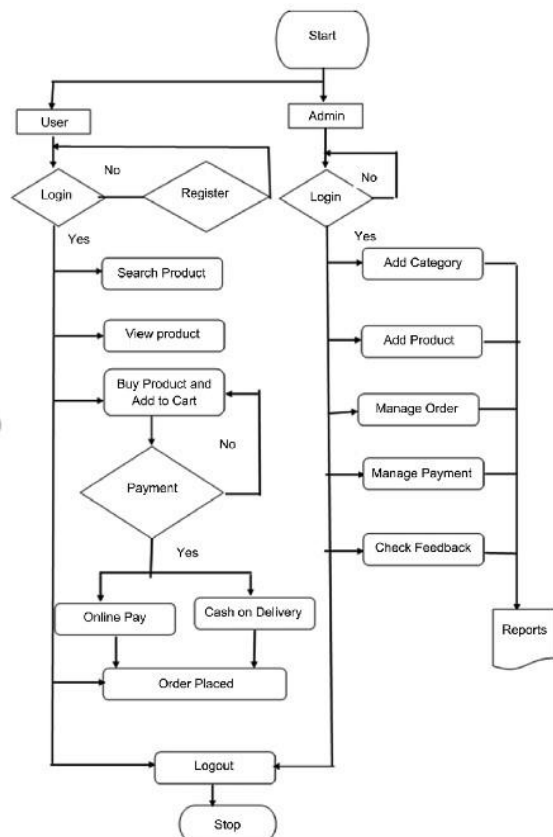 Start
User
Admin
No
No
Login
Register
Login
Yes
Yes
Search Product
Add Category
View product
Add Product
Buy Product and
Add to Cart
Manage Order
No
Payment
Manage Payment
Yes
Check Feedback
Online Pay
Cash on Delivery
Reports
Order Placed
Logout
Stop